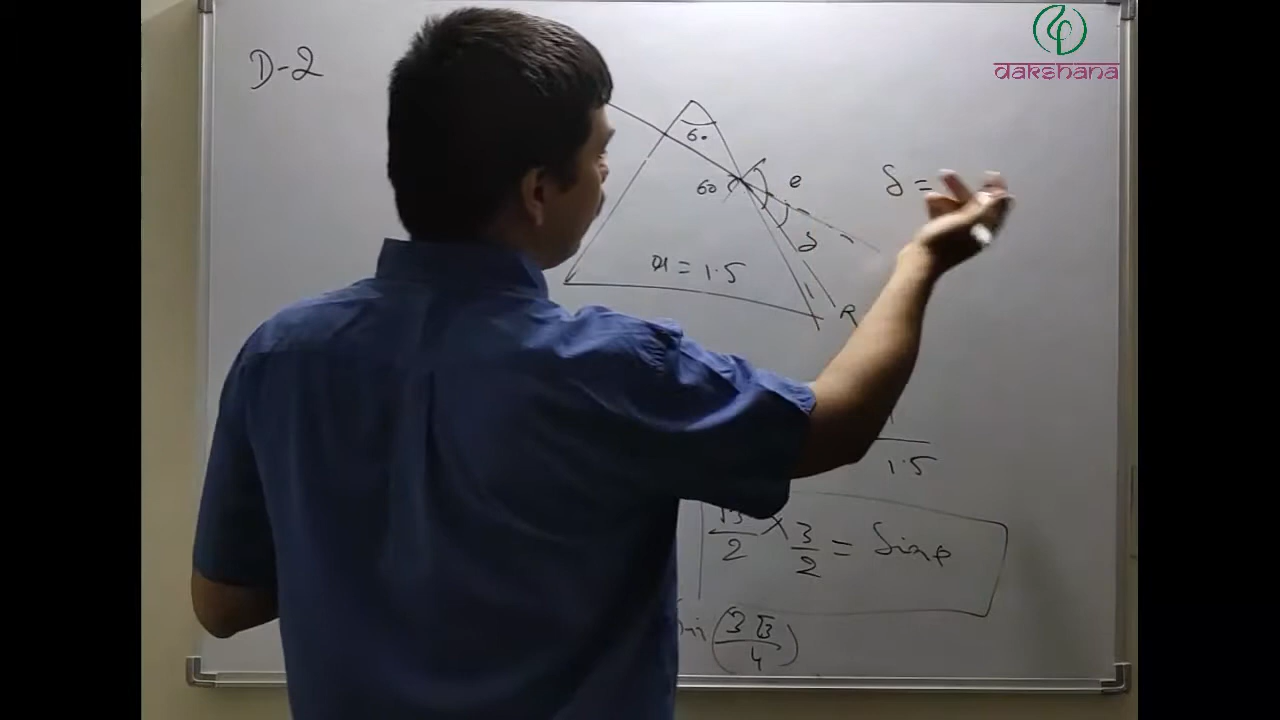 D-2
dakshana
60
60
e
δ =
δ
μ = 1.5
R
1.5
√3/2 × 3/2 = Sin e
(3√3/4)